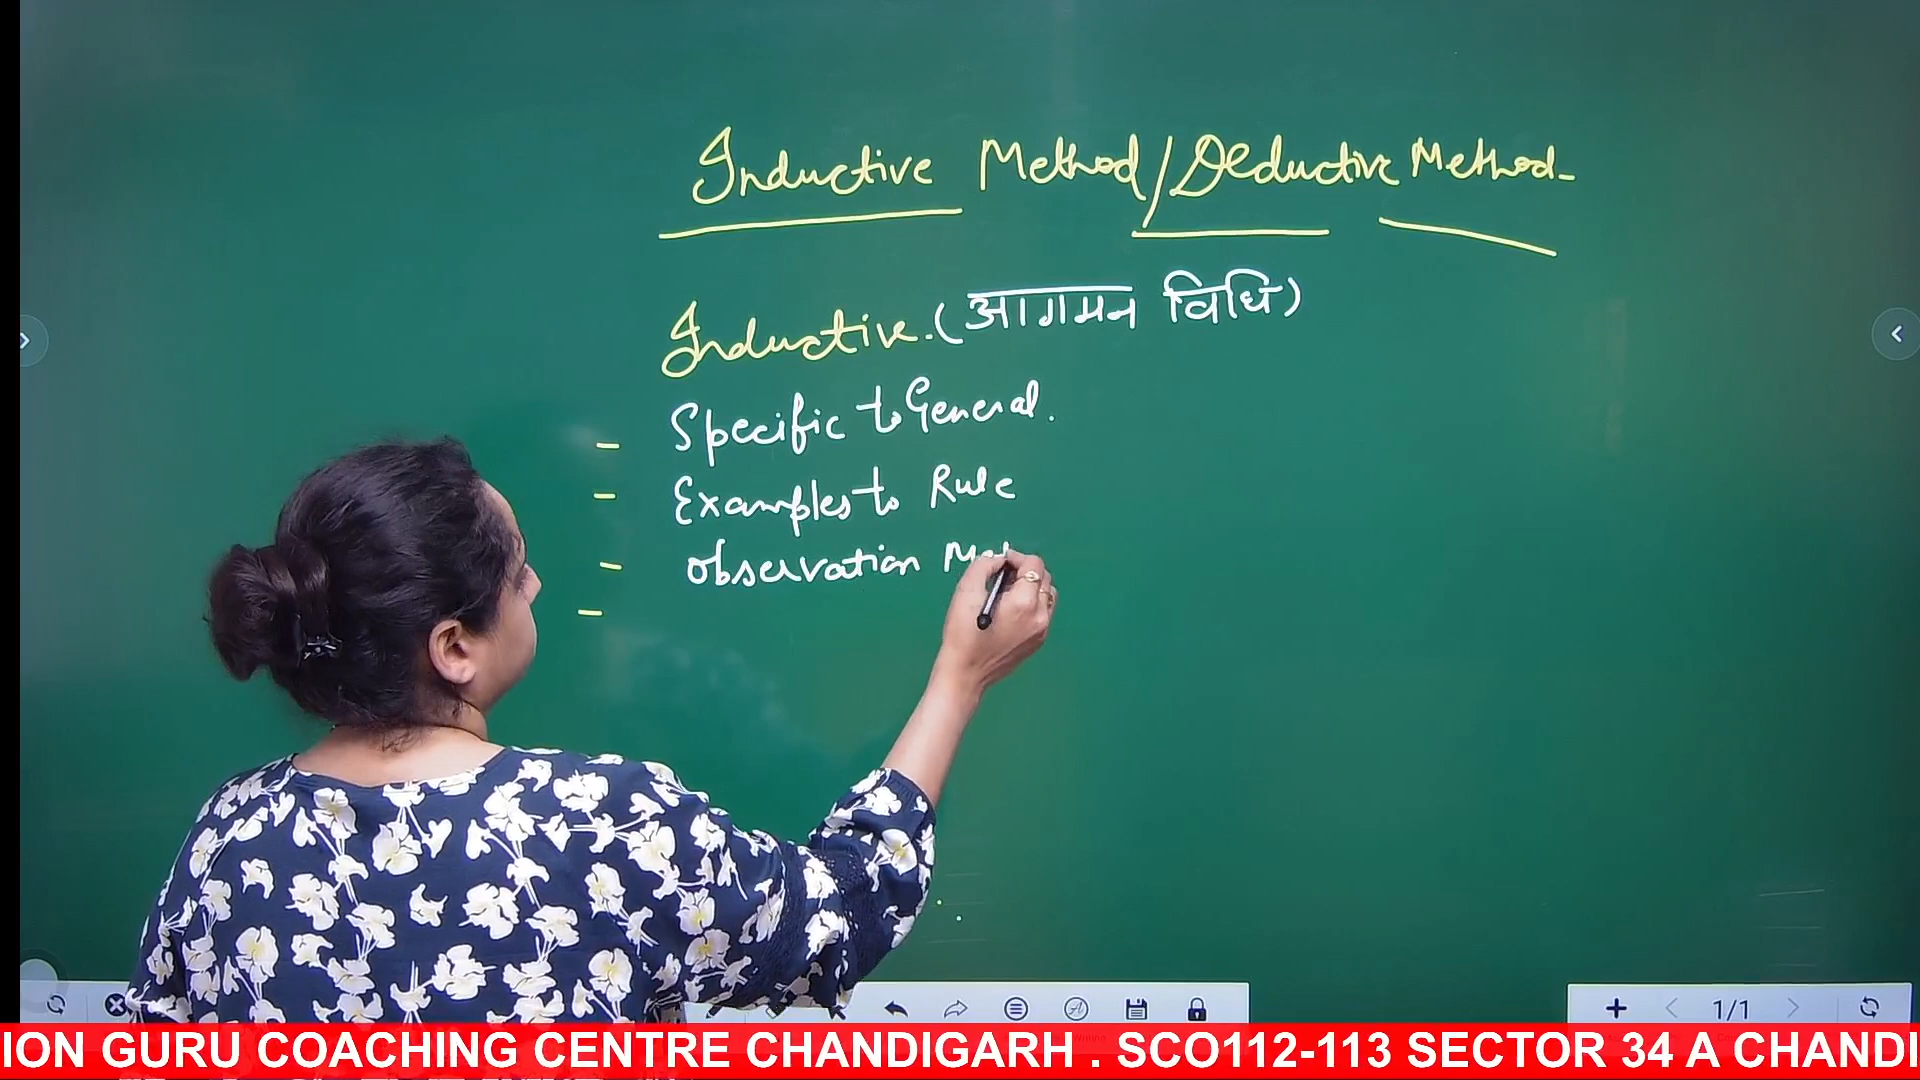 Inductive Method/Deductive Method-
Inductive. (आगमन विधि)
- Specific to General.
- Examples to Rule
- Observation
-
1/1
ION GURU COACHING CENTRE CHANDIGARH . SCO112-113 SECTOR 34 A CHANDI